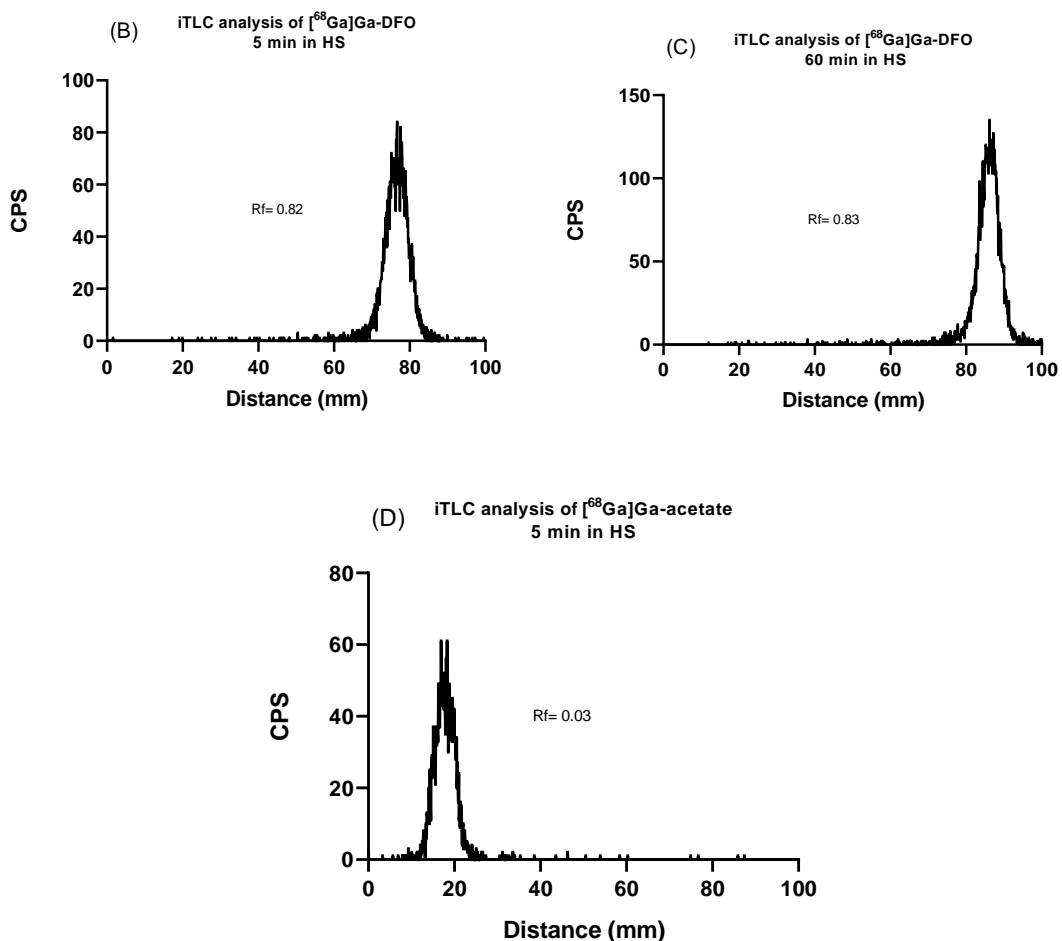 (B)
iTLC analysis of [⁶⁸Ga]Ga-DFO
5 min in HS
100
80
60
40
20
0
CPS
Rf= 0.82
0 20 40 60 80 100
Distance (mm)
(C)
iTLC analysis of [⁶⁸Ga]Ga-DFO
60 min in HS
150
100
50
0
CPS
Rf= 0.83
0 20 40 60 80 100
Distance (mm)
(D)
iTLC analysis of [⁶⁸Ga]Ga-acetate
5 min in HS
80
60
40
20
0
CPS
Rf= 0.03
0 20 40 60 80 100
Distance (mm)